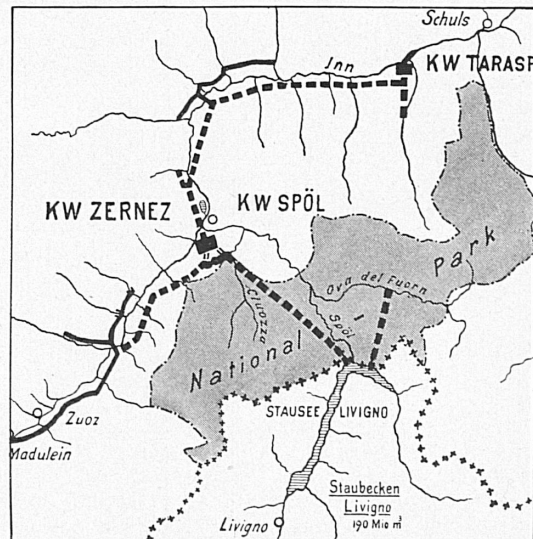 Schuls
Inn
KW TARASP
KW ZERNEZ
KW SPÖL
Park
Ova del Fuorn
Cluozza
Spöl
National -
STAUSEE LIVIGNO
Zuoz
Madulein
Staubecken
Livigno
190 Mio m³
Livigno